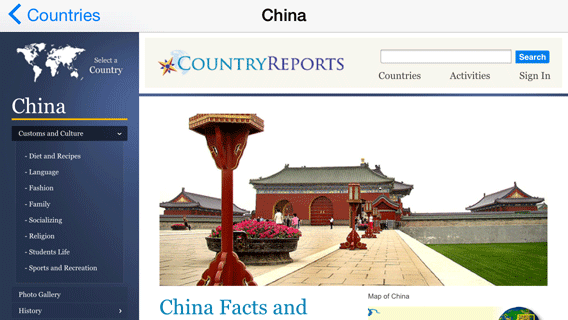 Countries
China
Select a
Country
China
Customs and Culture
- Diet and Recipes
- Language
- Fashion
- Family
- Socializing
- Religion
- Students Life
- Sports and Recreation
Photo Gallery
History
COUNTRYREPORTS
Search
Countries
Activities
Sign In
China Facts and
Map of China